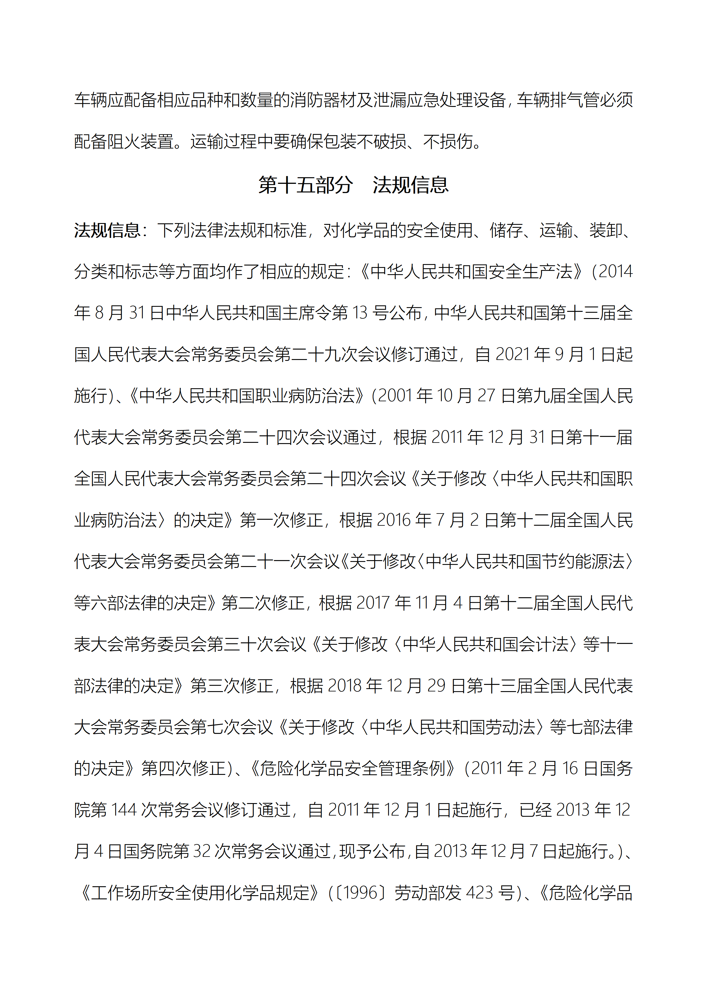 车辆应配备相应品种和数量的消防器材及泄漏应急处理设备,车辆排气管必须
配备阻火装置。运输过程中要确保包装不破损、不损伤。
第十五部分　法规信息
法规信息：下列法律法规和标准，对化学品的安全使用、储存、运输、装卸、
分类和标志等方面均作了相应的规定：《中华人民共和国安全生产法》(2014
年 8 月 31 日中华人民共和国主席令第 13 号公布，中华人民共和国第十三届全
国人民代表大会常务委员会第二十九次会议修订通过，自 2021 年 9 月 1 日起
施行)、《中华人民共和国职业病防治法》(2001 年 10 月 27 日第九届全国人民
代表大会常务委员会第二十四次会议通过，根据 2011 年 12 月 31 日第十一届
全国人民代表大会常务委员会第二十四次会议《关于修改〈中华人民共和国职
业病防治法〉的决定》第一次修正，根据 2016 年 7 月 2 日第十二届全国人民
代表大会常务委员会第二十一次会议《关于修改〈中华人民共和国节约能源法〉
等六部法律的决定》第二次修正，根据 2017 年 11 月 4 日第十二届全国人民代
表大会常务委员会第三十次会议《关于修改〈中华人民共和国会计法〉等十一
部法律的决定》第三次修正，根据 2018 年 12 月 29 日第十三届全国人民代表
大会常务委员会第七次会议《关于修改〈中华人民共和国劳动法〉等七部法律
的决定》第四次修正)、《危险化学品安全管理条例》(2011 年 2 月 16 日国务
院第 144 次常务会议修订通过，自 2011 年 12 月 1 日起施行，已经 2013 年 12
月 4 日国务院第 32 次常务会议通过，现予公布，自 2013 年 12 月 7 日起施行。)、
《工作场所安全使用化学品规定》(〔1996〕劳动部发 423 号)、《危险化学品